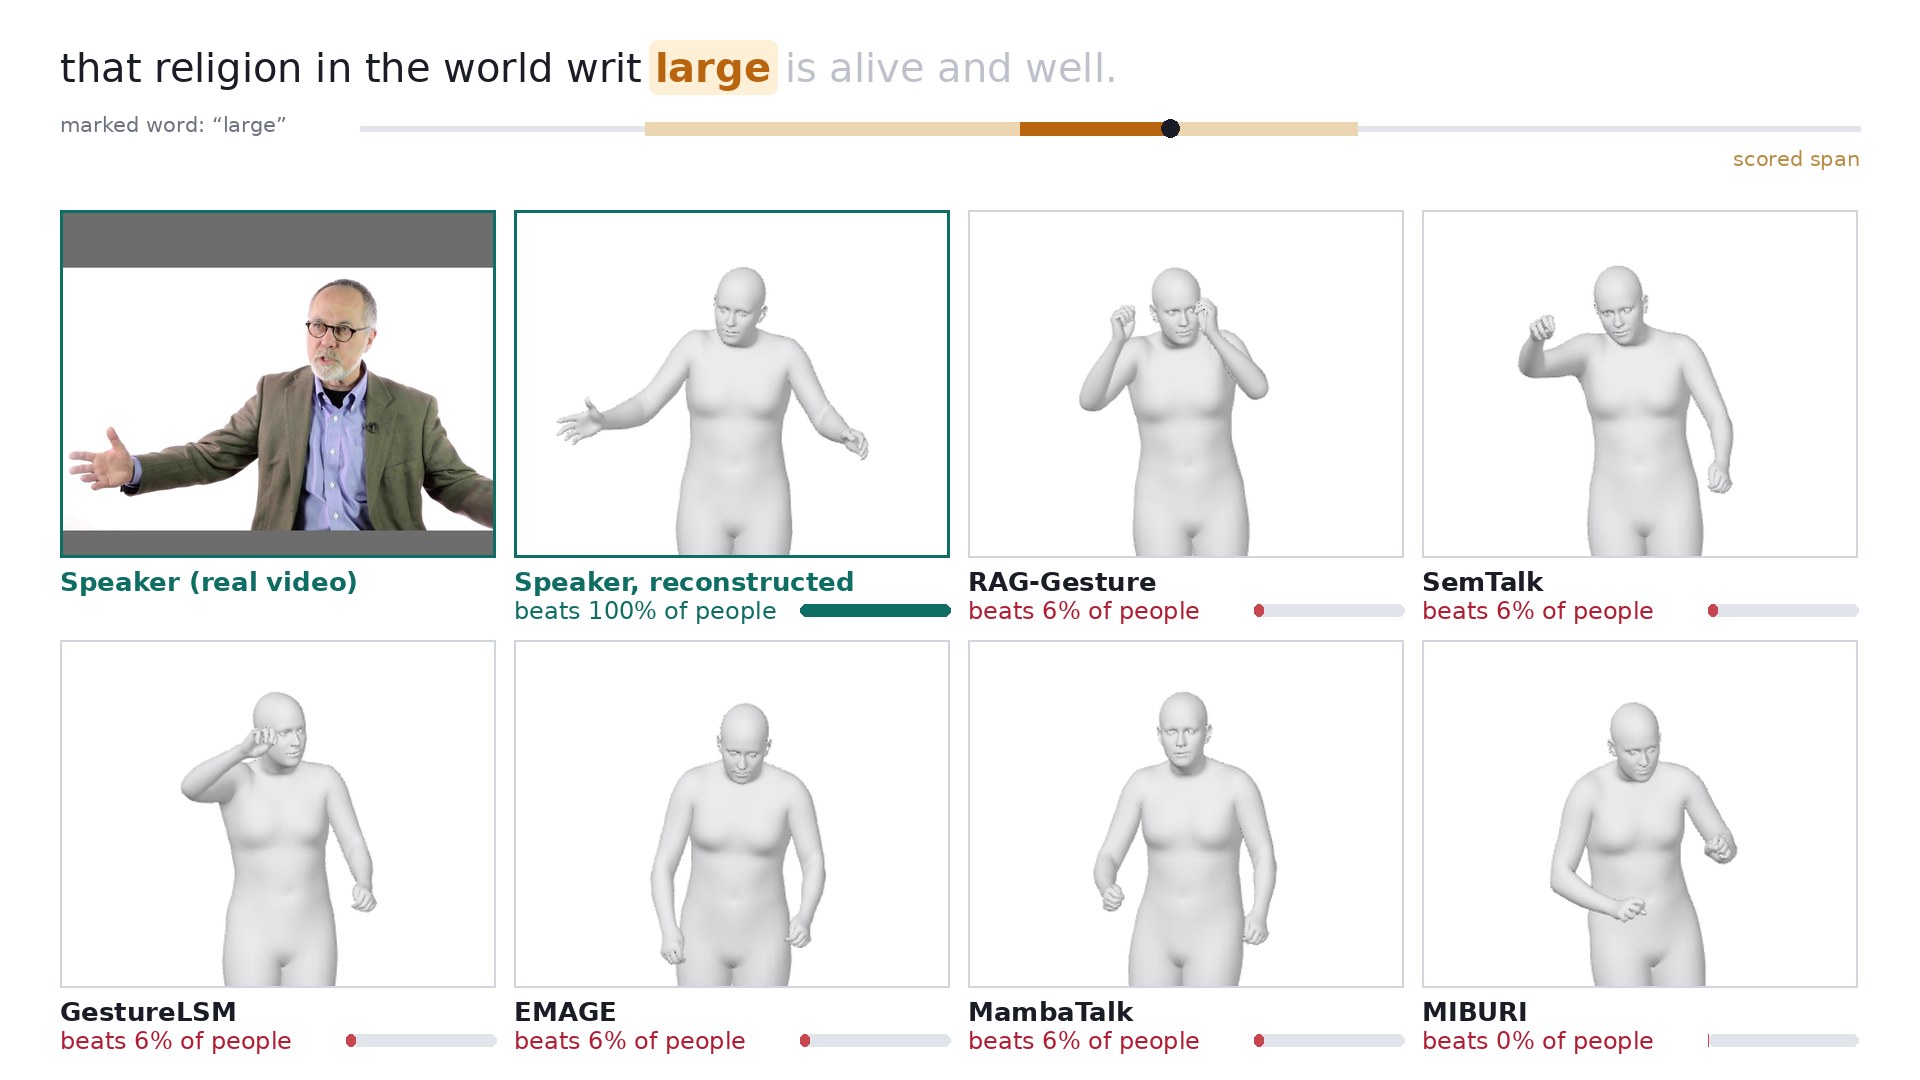 that religion in the world writ large is alive and well.
marked word: “large”
scored span
Speaker (real video)
Speaker, reconstructed
beats 100% of people
RAG-Gesture
beats 6% of people
SemTalk
beats 6% of people
GestureLSM
beats 6% of people
EMAGE
beats 6% of people
MambaTalk
beats 6% of people
MIBURI
beats 0% of people